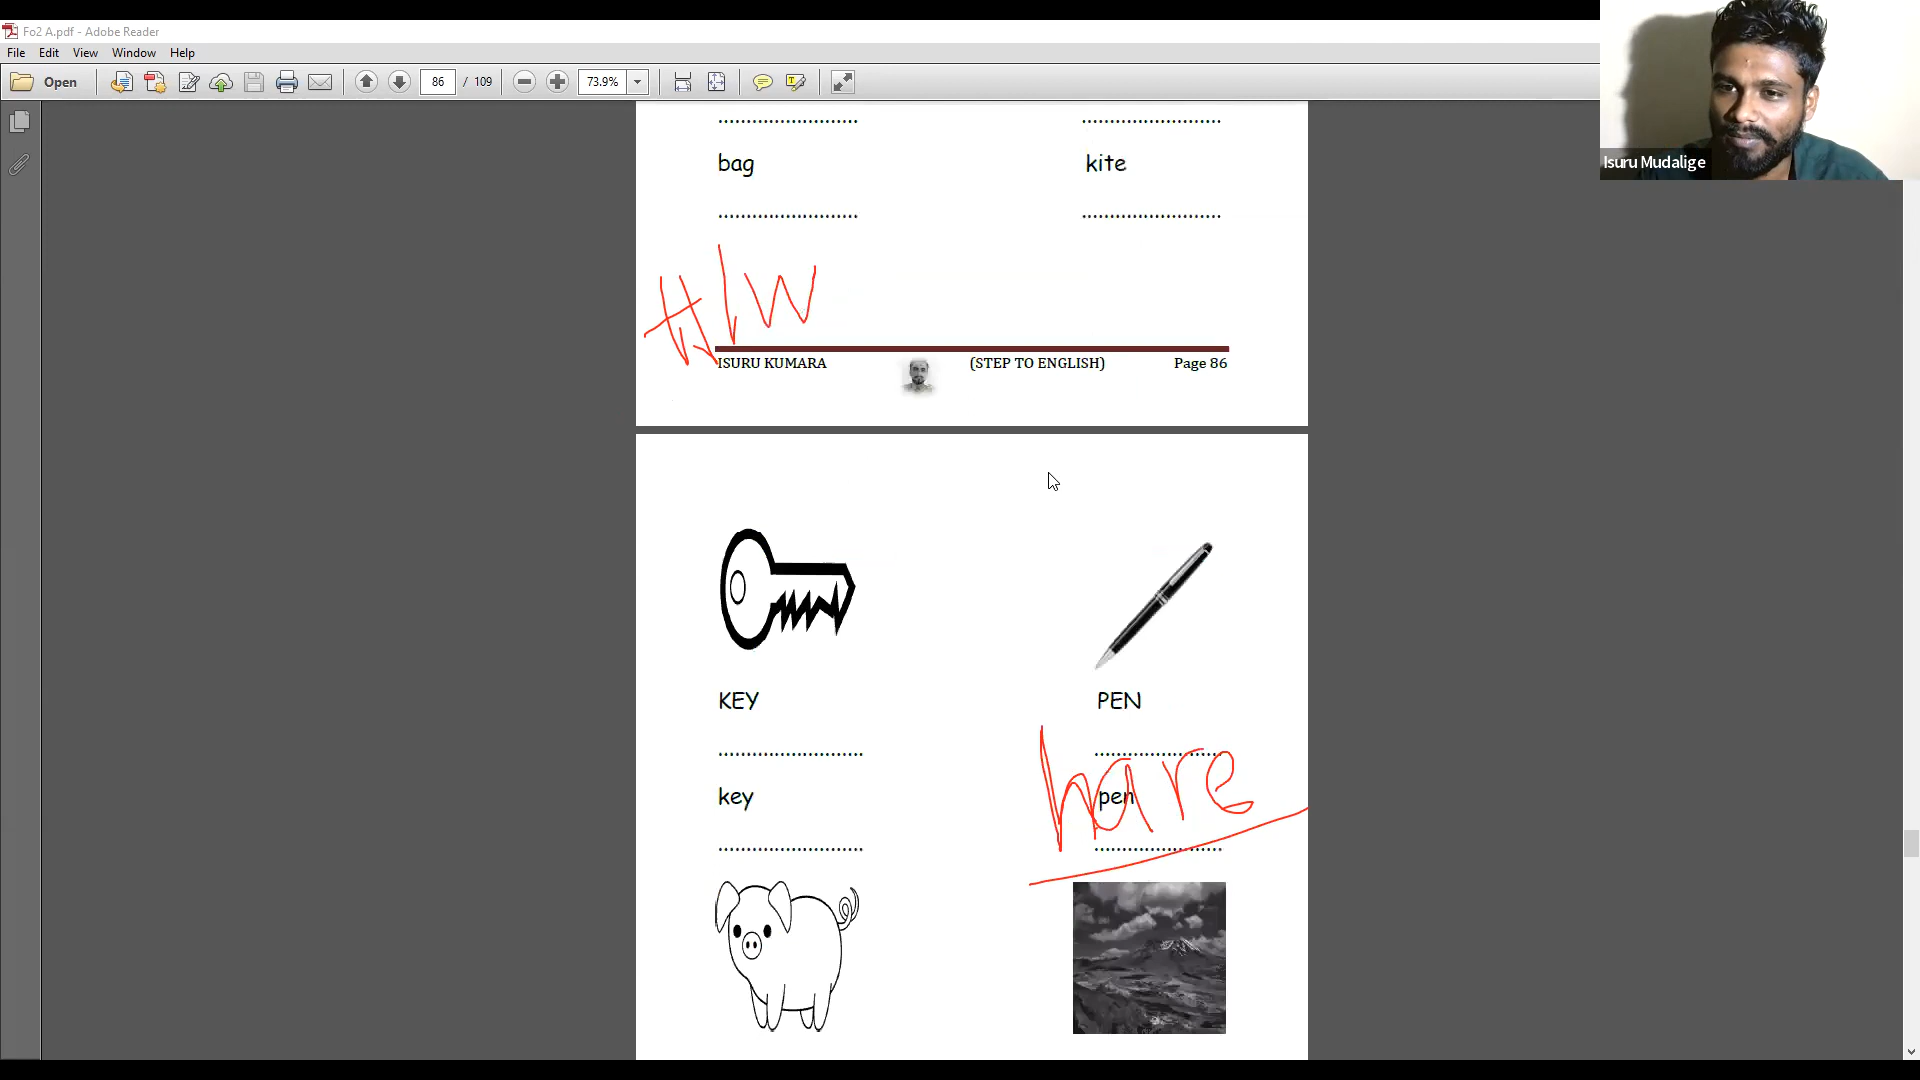 Fo2 A.pdf - Adobe Reader
File Edit View Window Help
Open 86 / 109 73.9%
Isuru Mudalige
........................ ........................
bag kite
........................ ........................
H/W
ISURU KUMARA (STEP TO ENGLISH) Page 86
KEY PEN
......................... ......................
hare
key pen
......................... ......................